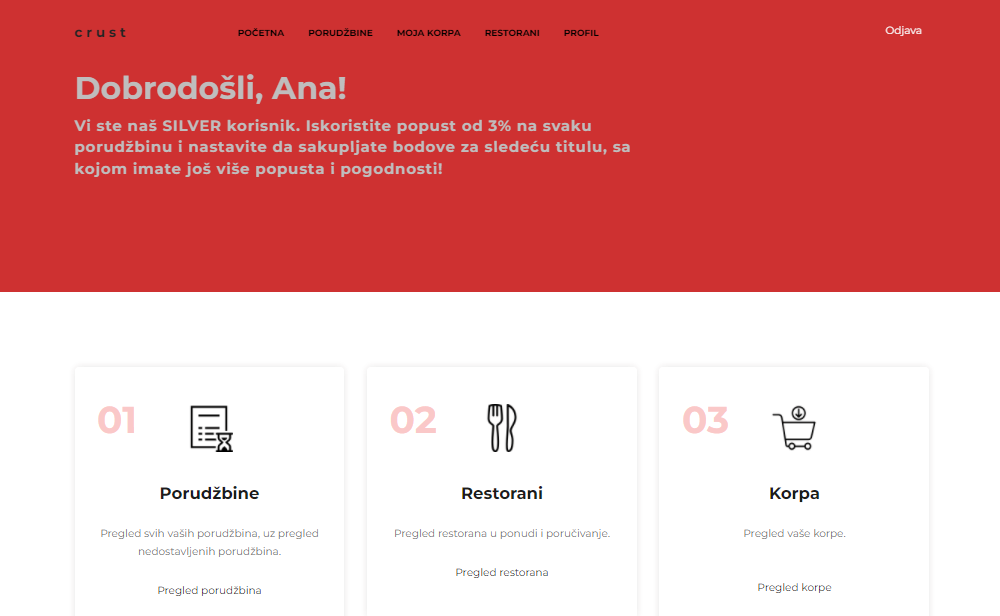 crust
POČETNA
PORUDŽBINE
MOJA KORPA
RESTORANI
PROFIL
Odjava
Dobrodošli, Ana!
Vi ste naš SILVER korisnik. Iskoristite popust od 3% na svaku
porudžbinu i nastavite da sakupljate bodove za sledeću titulu, sa
kojom imate još više popusta i pogodnosti!
01
Porudžbine
Pregled svih vaših porudžbina, uz pregled
nedostavljenih porudžbina.
Pregled porudžbina
02
Restorani
Pregled restorana u ponudi i poručivanje.
Pregled restorana
03
Korpa
Pregled vaše korpe.
Pregled korpe